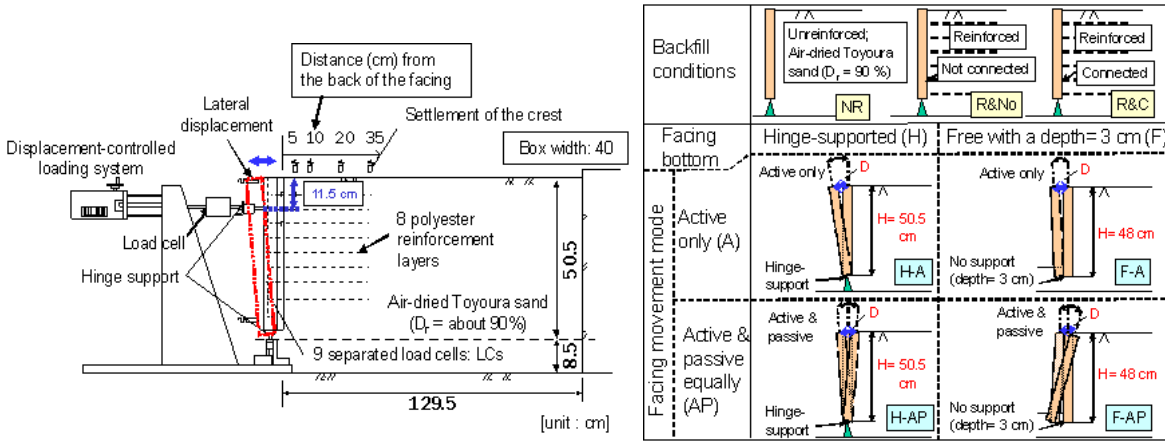 Distance (cm) from
the back of the facing
Lateral
displacement
5 10 20 35
Settlement of the crest
Displacement-controlled
loading system
Box width: 40
11.5 cm
Load cell
8 polyester
reinforcement
layers
Hinge support
50.5
Air-dried Toyoura sand
(Dr = about 90%)
9 separated load cells: LCs
8.5
129.5
[unit : cm]
Backfill
conditions
Unreinforced;
Air-dried Toyoura
sand (Dr = 90 %)
NR
Reinforced
Not connected
R&No
Reinforced
Connected
R&C
Facing
bottom
Hinge-supported (H)
Free with a depth= 3 cm (F)
Facing movement mode
Active
only (A)
Active only
D
H= 50.5
cm
Hinge-
support
H-A
Active only
D
H= 48 cm
No support
(depth= 3 cm)
F-A
Active &
passive
equally
(AP)
Active &
passive
D
H= 50.5
cm
Hinge-
support
H-AP
Active &
passive
D
H= 48 cm
No support
(depth= 3 cm)
F-AP